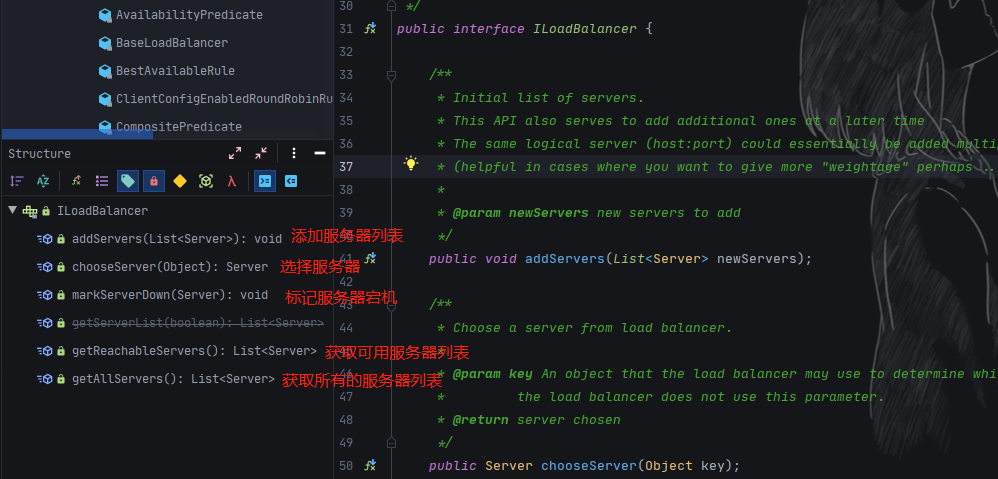 AvailabilityPredicate
BaseLoadBalancer
BestAvailableRule
ClientConfigEnabledRoundRobinRu
CompositePredicate
Structure
ILoadBalancer
addServers(List<Server>): void 添加服务器列表
chooseServer(Object): Server 选择服务器
markServerDown(Server): void 标记服务器宕机
getServerList(boolean): List<Server>
getReachableServers(): List<Server> 获取可用服务器列表
getAllServers(): List<Server> 获取所有的服务器列表
30 */
31 public interface ILoadBalancer {
32
33 /**
34 * Initial list of servers.
35 * This API also serves to add additional ones at a later time
36 * The same logical server (host:port) could essentially be added multip
37 * (helpful in cases where you want to give more "weightage" perhaps ..
38 *
39 * @param newServers new servers to add
*/
41 public void addServers(List<Server> newServers);
42
43 /**
44 * Choose a server from load balancer.
*
46 * @param key An object that the load balancer may use to determine whi
47 * the load balancer does not use this parameter.
48 * @return server chosen
49 */
50 public Server chooseServer(Object key);